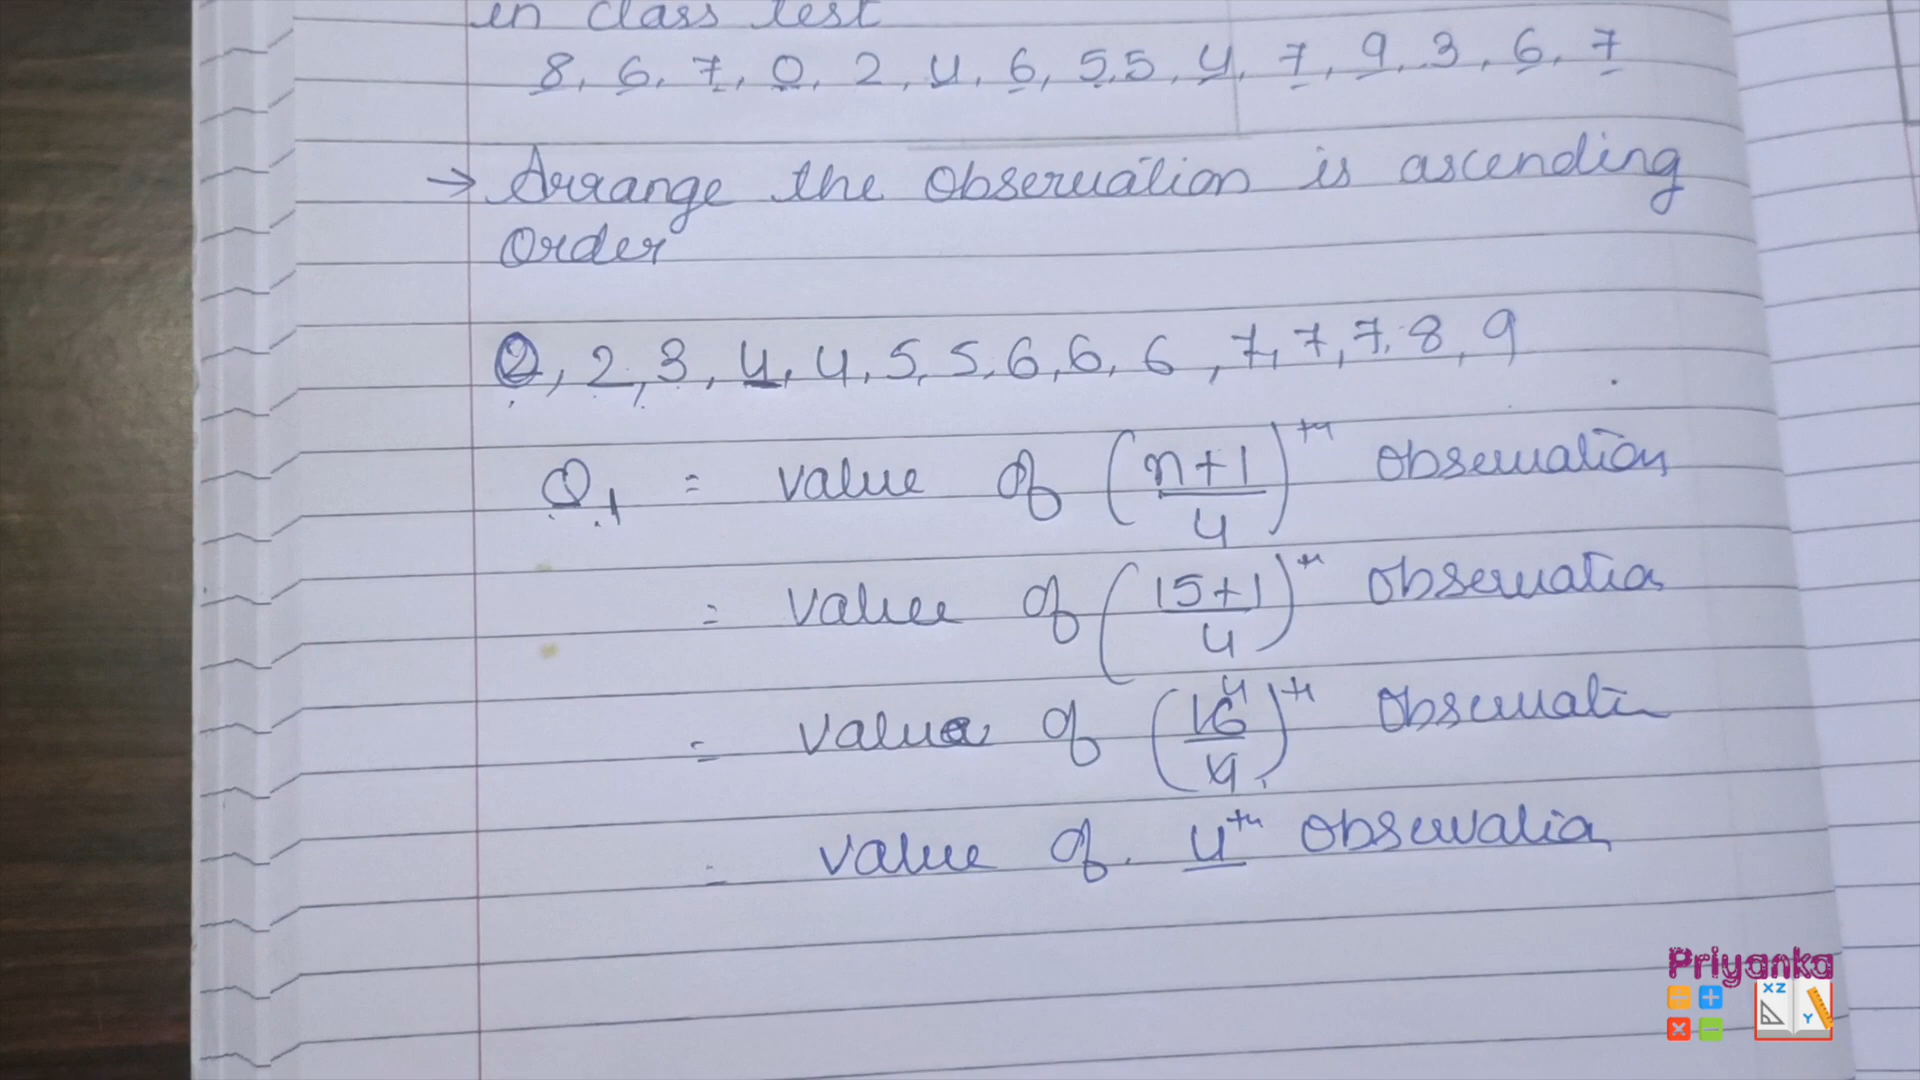 in class test
8, 6, 7, 0, 2, 4, 6, 5, 5, 4, 7, 9, 3, 6, 7
→ Arrange the Observation is ascending
Order
0, 2, 3, 4, 4, 5, 5, 6, 6, 6, 7, 7, 7, 8, 9
Q1 = value of (n+1/4)th observation
= value of (15+1/4)th observation
= value of (16/4)th 4 observation
= value of 4th observation
Priyanka
XZ
Y